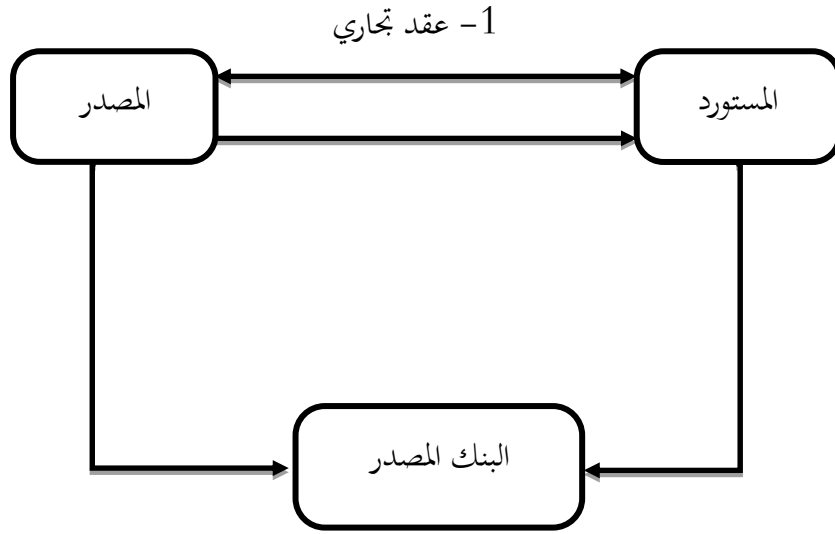 1- عقد تجاري
المستورد
المصدر
البنك المصدر